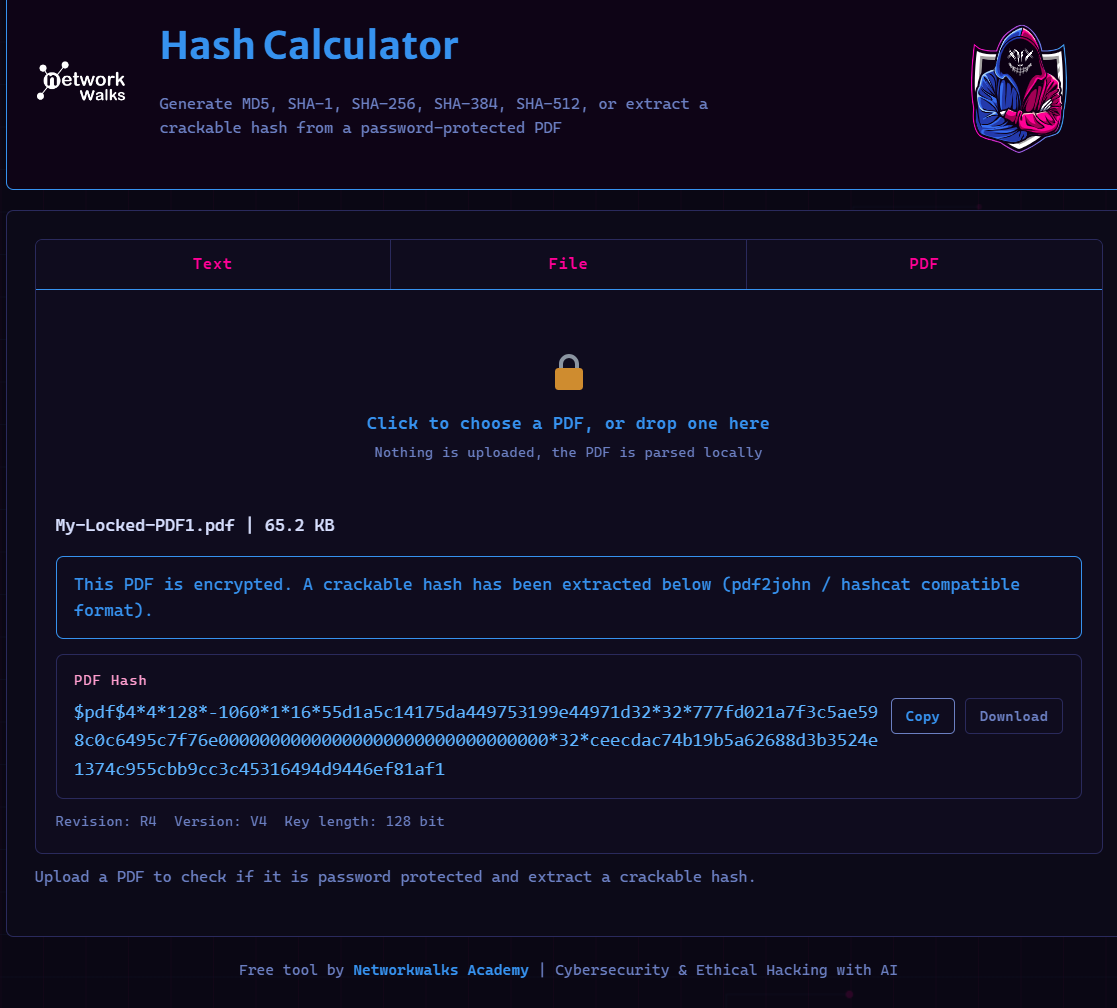 network
Walks
Hash Calculator
Generate MD5, SHA-1, SHA-256, SHA-384, SHA-512, or extract a
crackable hash from a password-protected PDF
Text
File
PDF
Click to choose a PDF, or drop one here
Nothing is uploaded, the PDF is parsed locally
My-Locked-PDF1.pdf | 65.2 KB
This PDF is encrypted. A crackable hash has been extracted below (pdf2john / hashcat compatible
format).
PDF Hash
$pdf$4*4*128*-1060*1*16*55d1a5c14175da449753199e44971d32*32*777fd021a7f3c5ae59
8c0c6495c7f76e00000000000000000000000000000000*32*ceecdac74b19b5a62688d3b3524e
1374c955cbb9cc3c45316494d9446ef81af1
Copy
Download
Revision: R4 Version: V4 Key length: 128 bit
Upload a PDF to check if it is password protected and extract a crackable hash.
Free tool by Networkwalks Academy | Cybersecurity & Ethical Hacking with AI